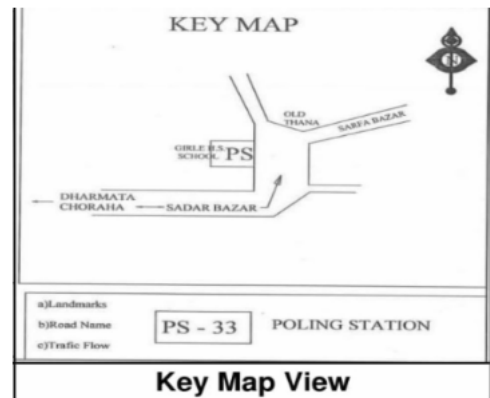 KEY MAP
N
OLD
THANA
SARFA BAZAR
GIRLE H.S.
SCHOOL
PS
DHARMATA
CHORAHA
SADAR BAZAR
a)Landmarks
b)Road Name
c)Trafic Flow
PS - 33
POLING STATION
Key Map View